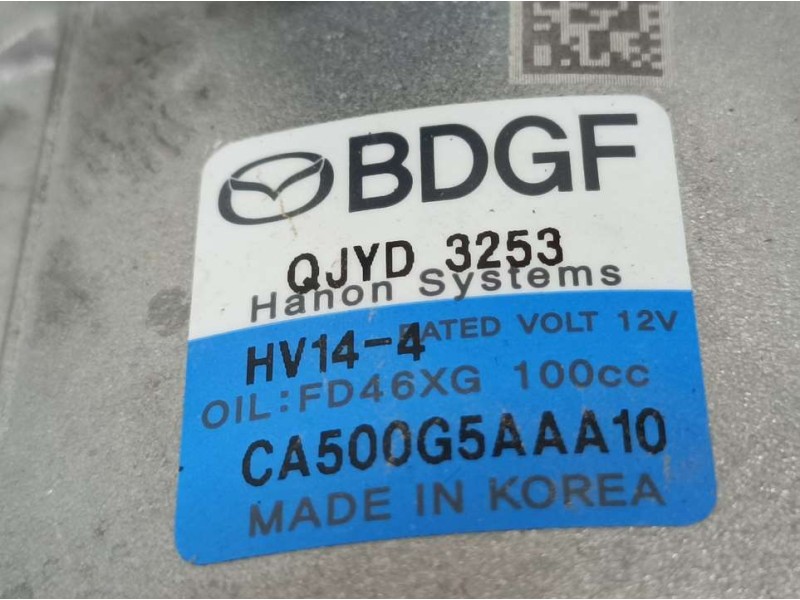 BDGF
QJYD 3253
Hanon Systems
HV14-4 RATED VOLT 12V
OIL:FD46XG 100cc
CA500G5AAA10
MADE IN KOREA